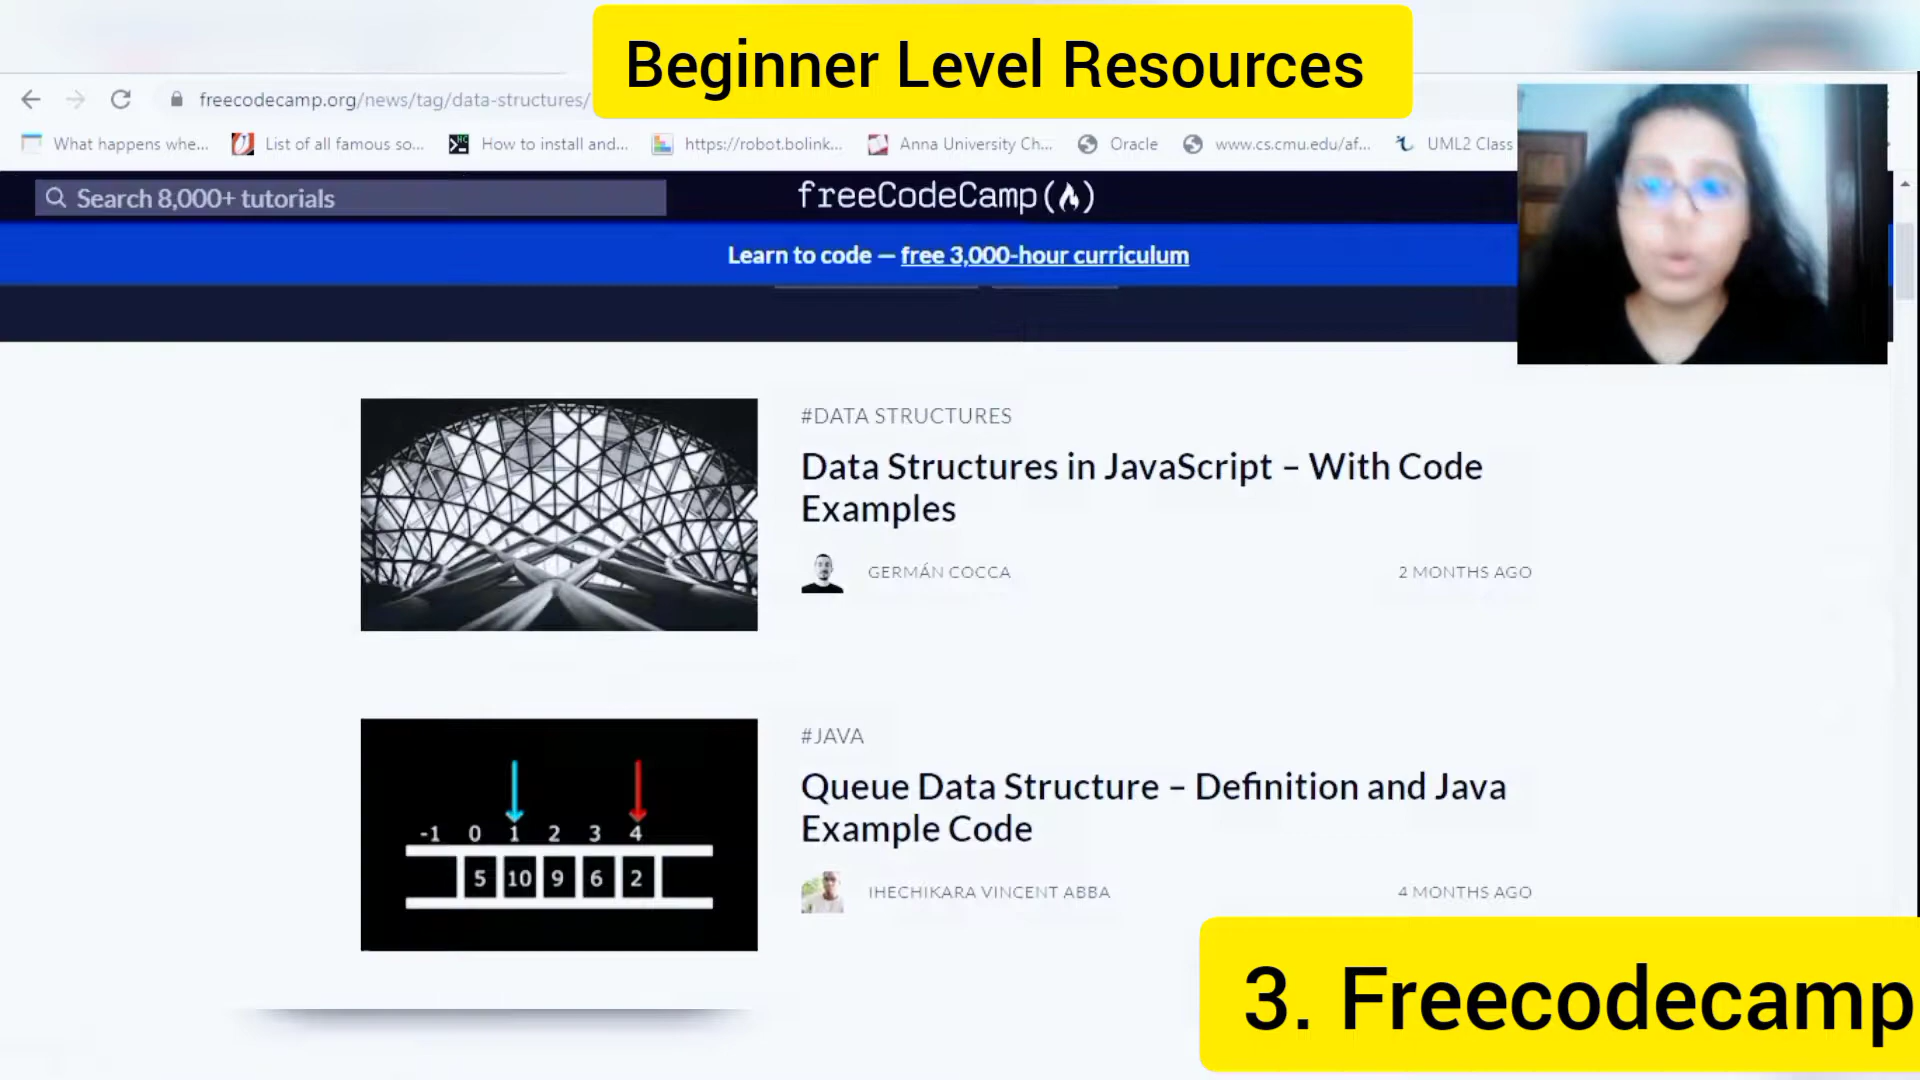 Beginner Level Resources
freecodecamp.org/news/tag/data-structures/
What happens whe... List of all famous so... How to install and... https://robot.bolink... Anna University Ch... Oracle www.cs.cmu.edu/af... UML2 Class
Search 8,000+ tutorials
freeCodeCamp
Learn to code — free 3,000-hour curriculum
#DATA STRUCTURES
Data Structures in JavaScript – With Code
Examples
GERMÁN COCCA 2 MONTHS AGO
-1 0 1 2 3 4
5 10 9 6 2
#JAVA
Queue Data Structure – Definition and Java
Example Code
IHECHIKARA VINCENT ABBA 4 MONTHS AGO
3. Freecodecamp